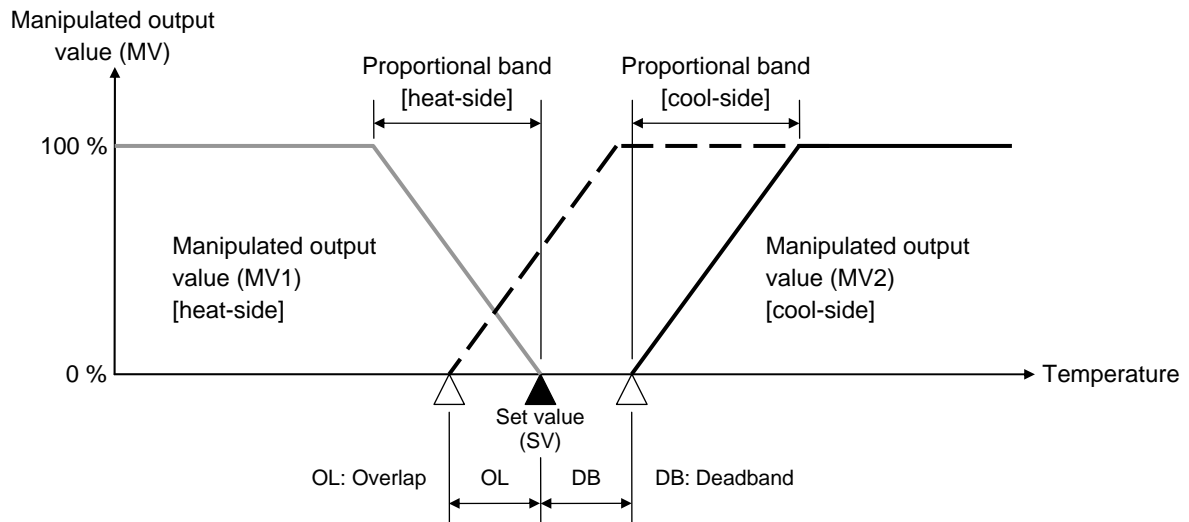 Manipulated output
value (MV)
Proportional band
[heat-side]
Proportional band
[cool-side]
100 %
Manipulated output
value (MV1)
[heat-side]
Manipulated output
value (MV2)
[cool-side]
0 %
Temperature
Set value
(SV)
OL: Overlap
OL
DB
DB: Deadband